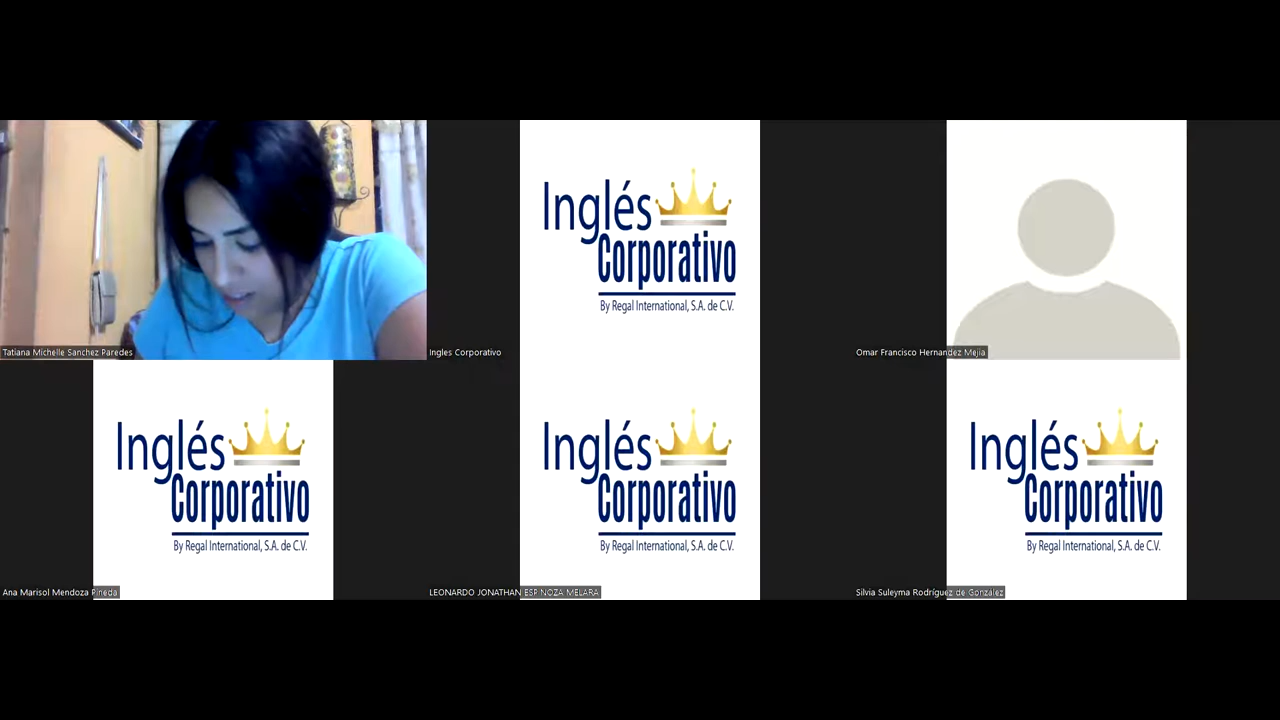 Inglés
Corporativo
By Regal International, S.A. de C.V.
Tatiana Michelle Sanchez Paredes
Ingles Corporativo
Omar Francisco Hernandez Mejia
Inglés
Corporativo
By Regal International, S.A. de C.V.
Inglés
Corporativo
By Regal International, S.A. de C.V.
Inglés
Corporativo
By Regal International, S.A. de C.V.
Ana Marisol Mendoza Pineda
LEONARDO JONATHAN ESPINOZA MELARA
Silvia Suleyma Rodríguez de González